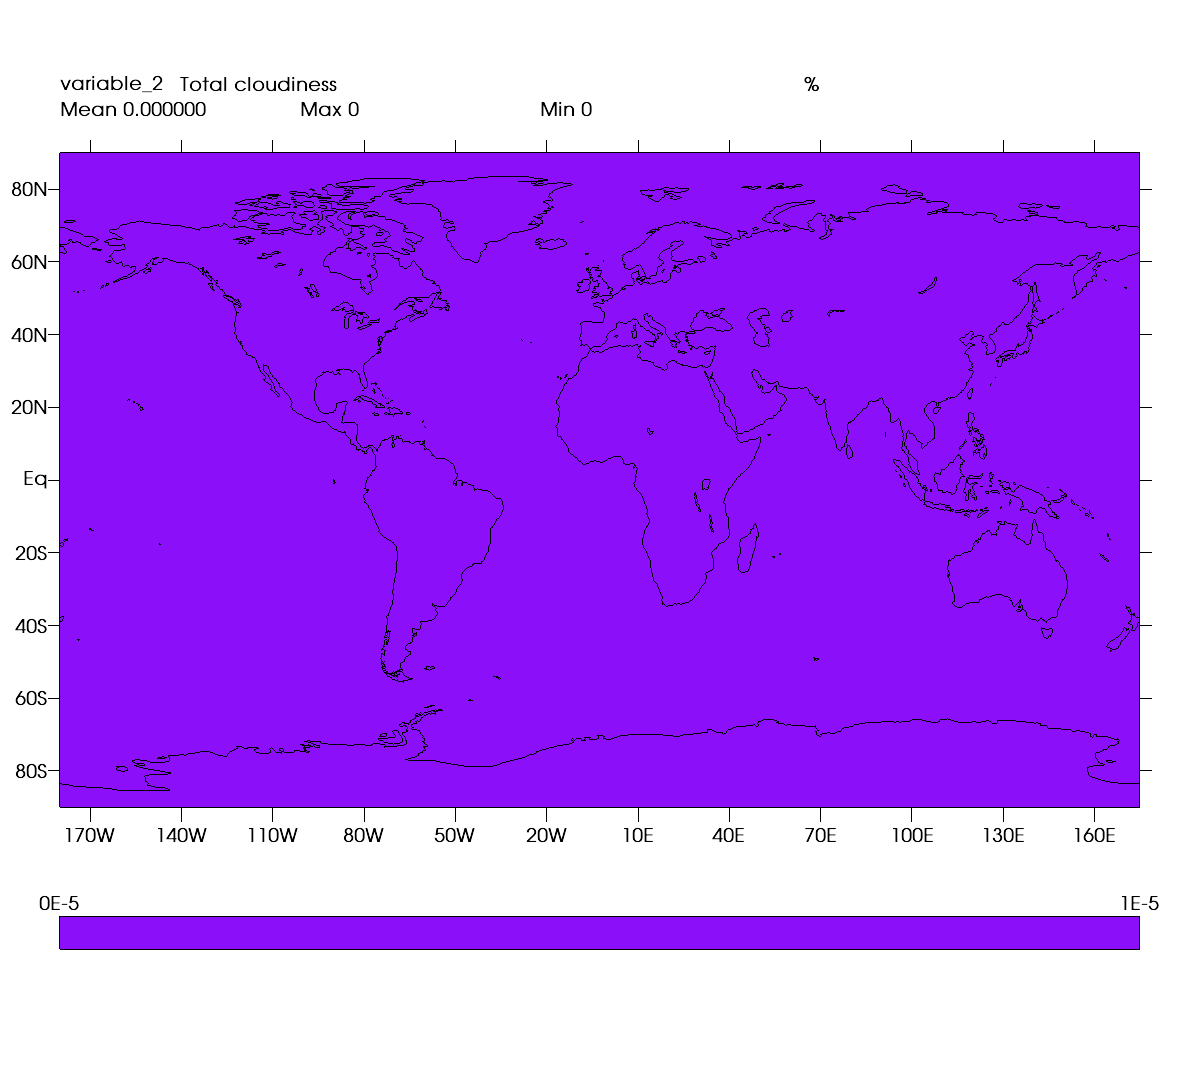 variable_2 Total cloudiness %
Mean 0.000000 Max 0 Min 0
80N
60N
40N
20N
Eq
20S
40S
60S
80S
170W 140W 110W 80W 50W 20W 10E 40E 70E 100E 130E 160E
0E-5 1E-5